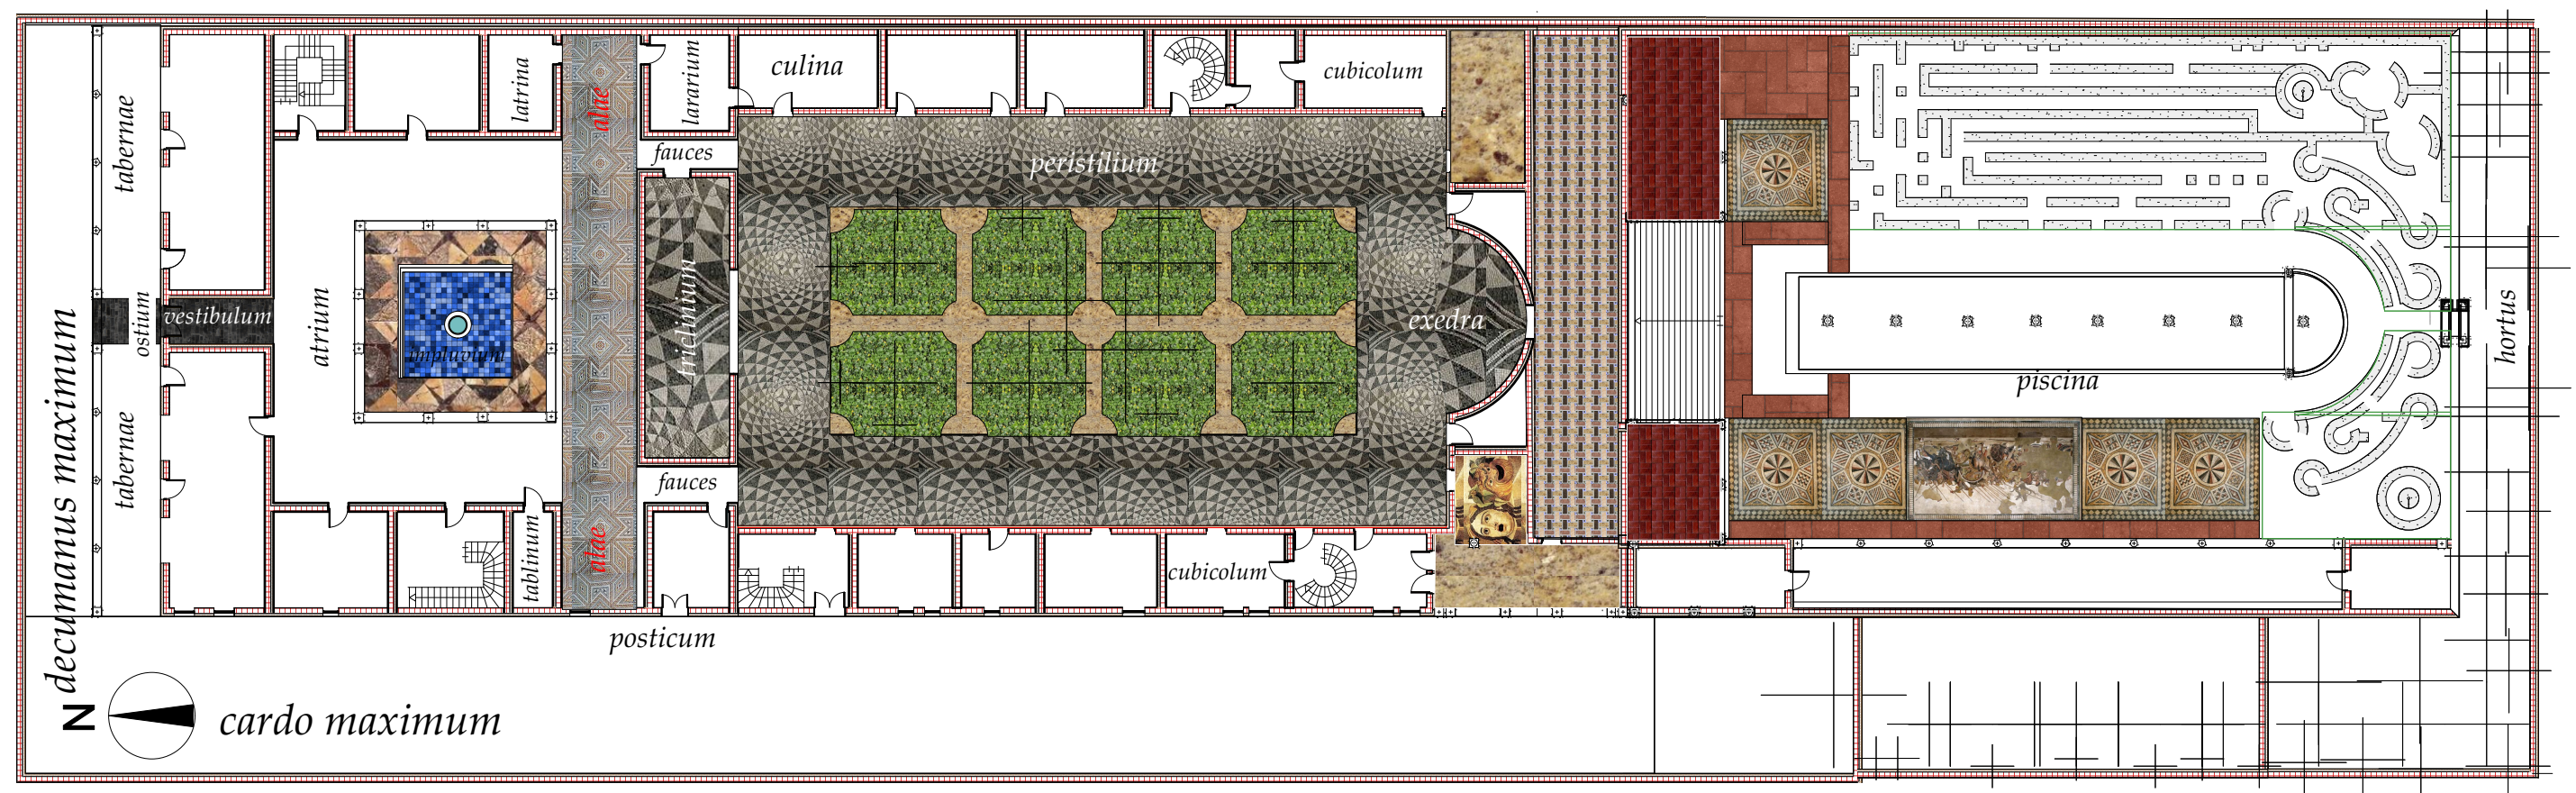 decumanus maximum
tabernae
tabernae
ostium
vestibulum
atrium
impluvium
latrina
alae
alae
tablinum
lararium
fauces
triclinium
fauces
culina
peristilium
cubicolum
exedra
cubicolum
posticum
piscina
hortus
N
cardo maximum